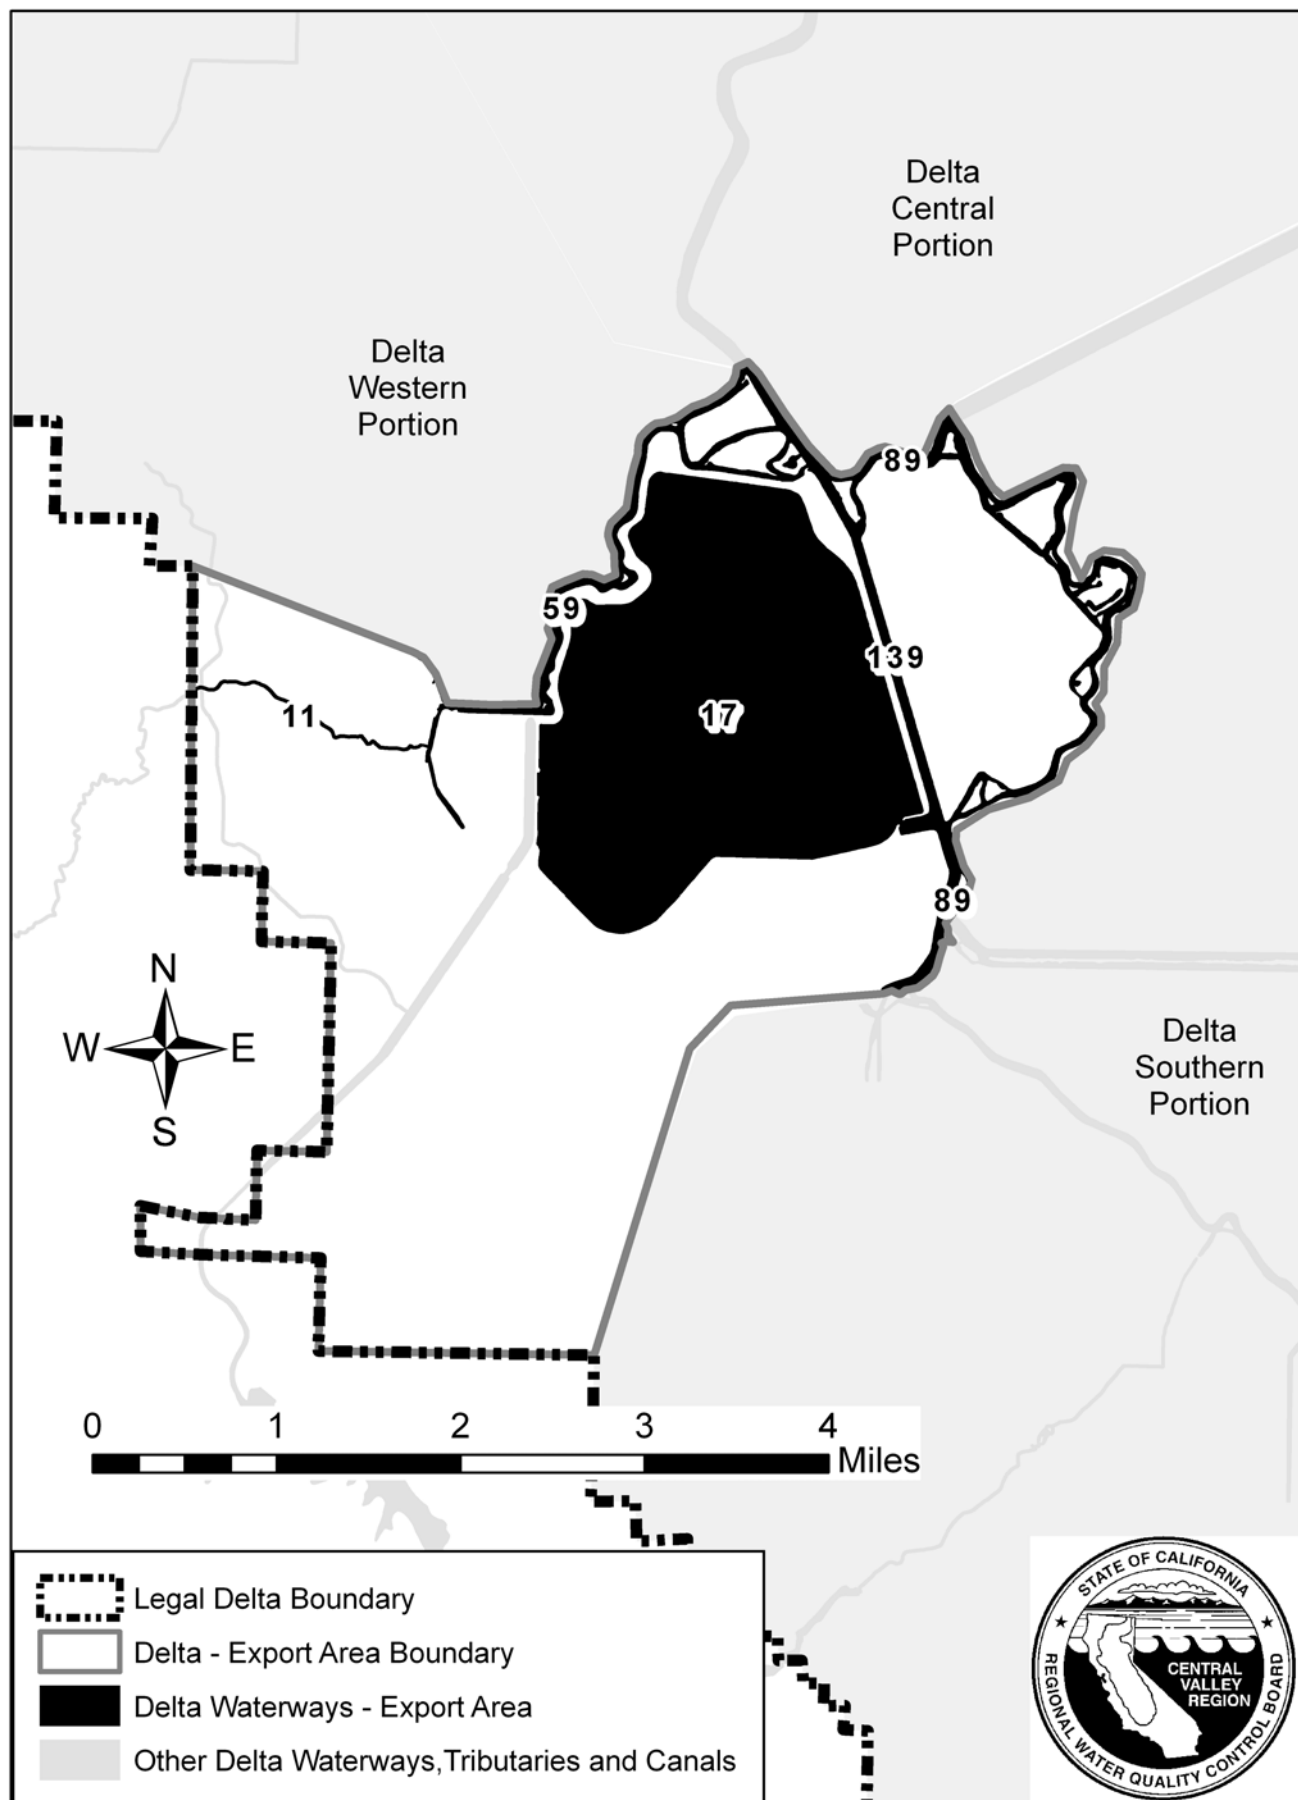 Delta
Central
Portion
Delta
Western
Portion
89
59
139
11
17
89
N
W E
S
Delta
Southern
Portion
0 1 2 3 4
Miles
Legal Delta Boundary
Delta - Export Area Boundary
Delta Waterways - Export Area
Other Delta Waterways,Tributaries and Canals
STATE OF CALIFORNIA
CENTRAL
VALLEY
REGION
REGIONAL WATER QUALITY CONTROL BOARD